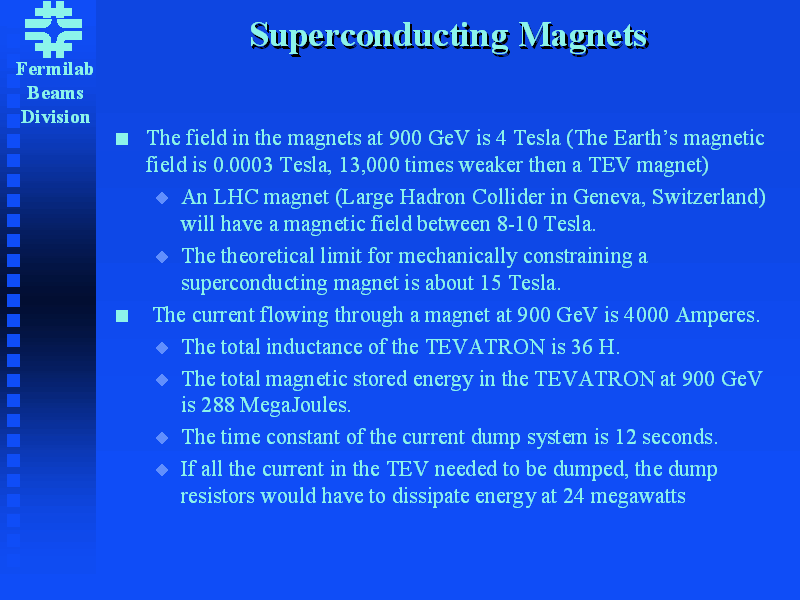 Superconducting Magnets
Fermilab
Beams
Division
The field in the magnets at 900 GeV is 4 Tesla (The Earth’s magnetic
field is 0.0003 Tesla, 13,000 times weaker then a TEV magnet)
An LHC magnet (Large Hadron Collider in Geneva, Switzerland)
will have a magnetic field between 8-10 Tesla.
The theoretical limit for mechanically constraining a
superconducting magnet is about 15 Tesla.
The current flowing through a magnet at 900 GeV is 4000 Amperes.
The total inductance of the TEVATRON is 36 H.
The total magnetic stored energy in the TEVATRON at 900 GeV
is 288 MegaJoules.
The time constant of the current dump system is 12 seconds.
If all the current in the TEV needed to be dumped, the dump
resistors would have to dissipate energy at 24 megawatts